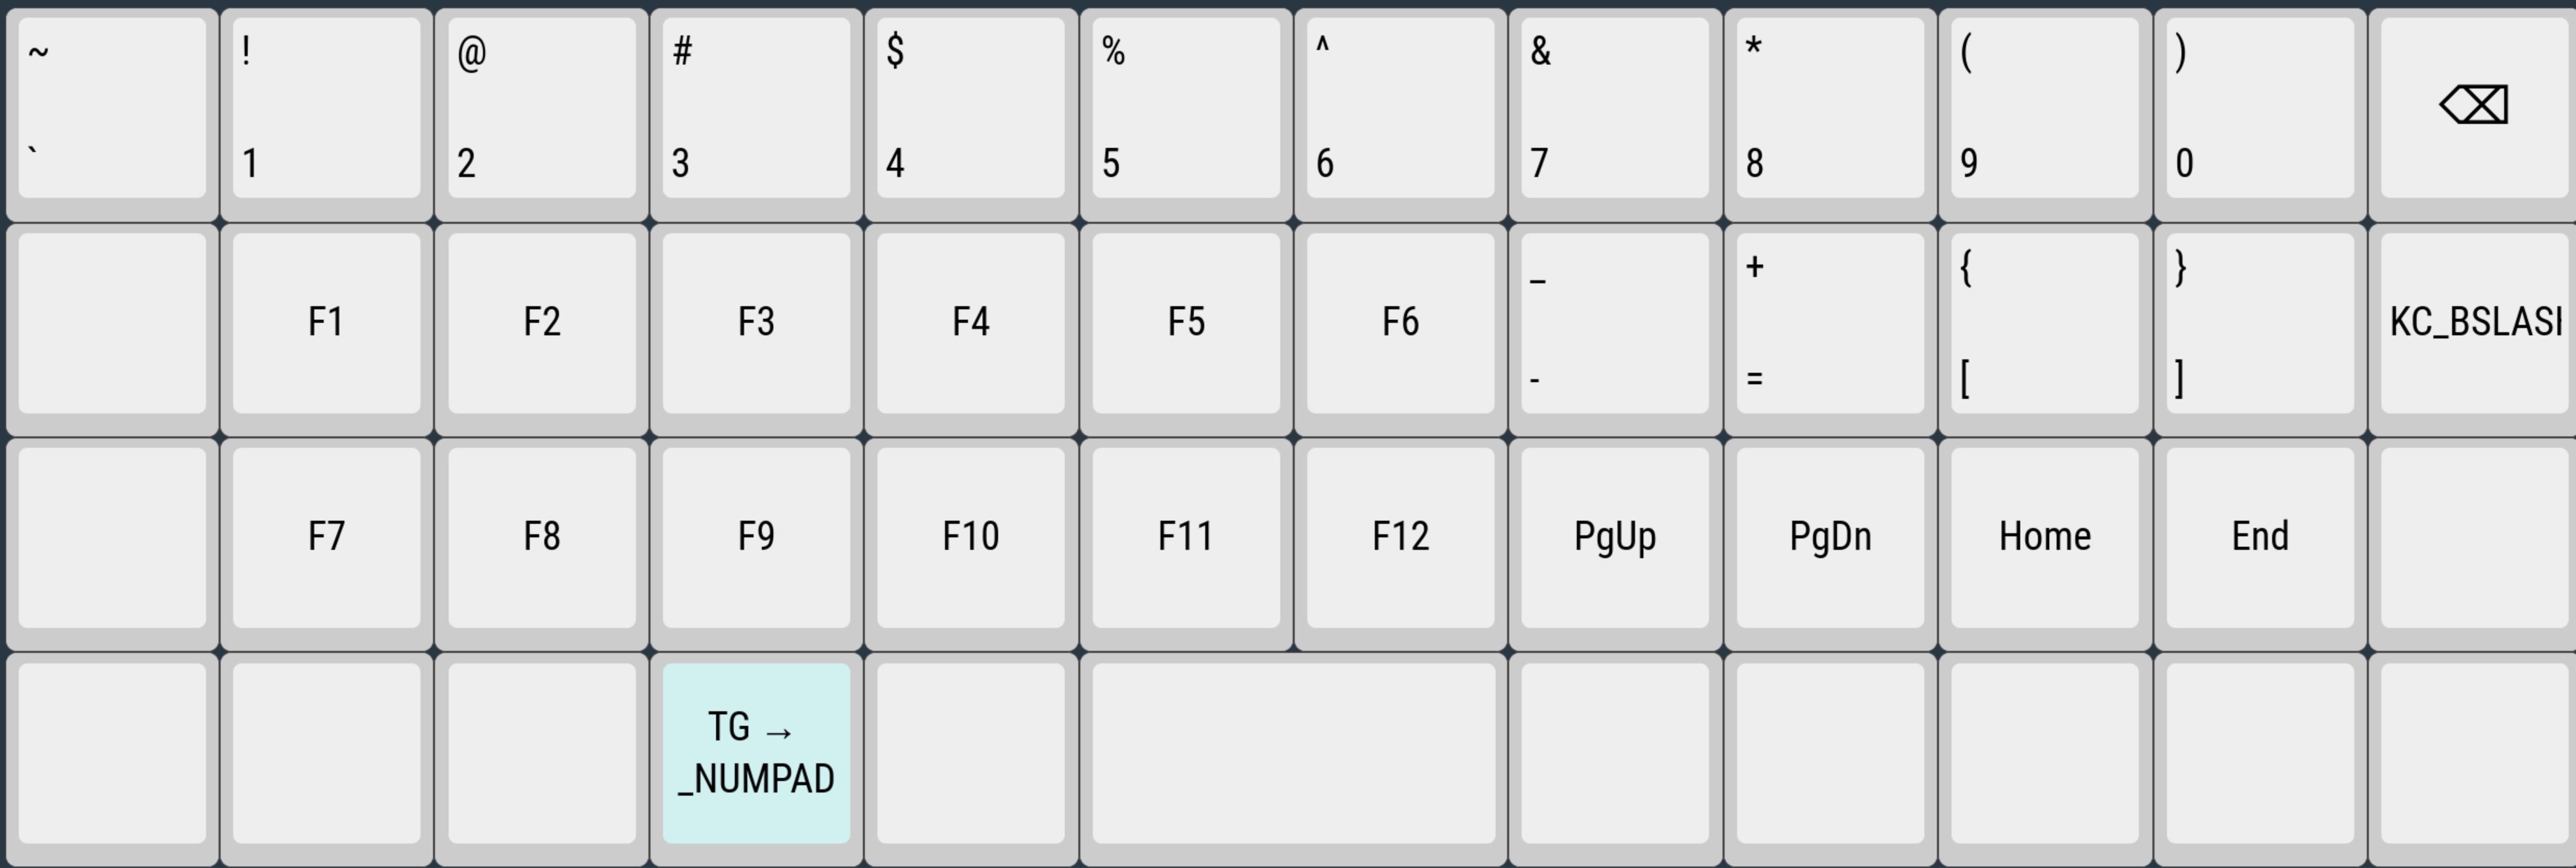 ~ ! @ # $ % ^ & * ( )
` 1 2 3 4 5 6 7 8 9 0
_ + { }
F1 F2 F3 F4 F5 F6 KC_BSLASI
- = [ ]
F7 F8 F9 F10 F11 F12 PgUp PgDn Home End
TG →
_NUMPAD